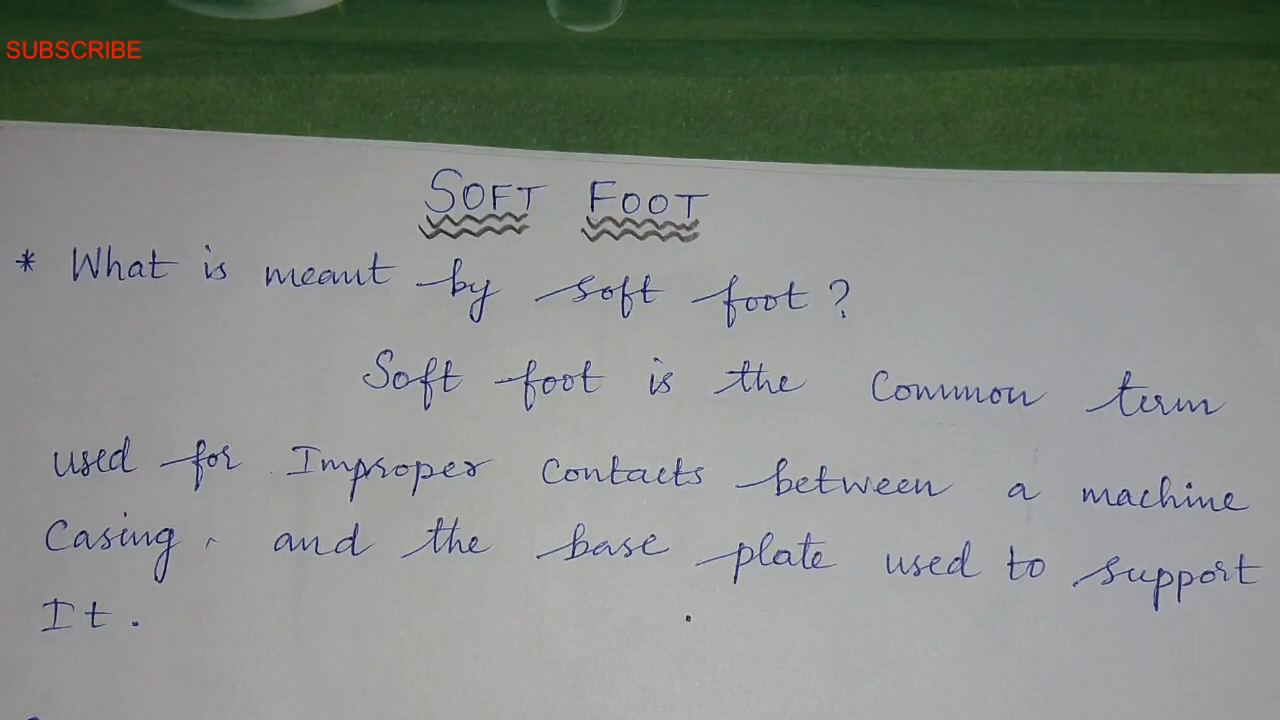 SUBSCRIBE
SOFT FOOT
* What is meant by soft foot?
Soft foot is the Common term
used for Improper Contacts between a machine
Casing, and the base plate used to support
It.